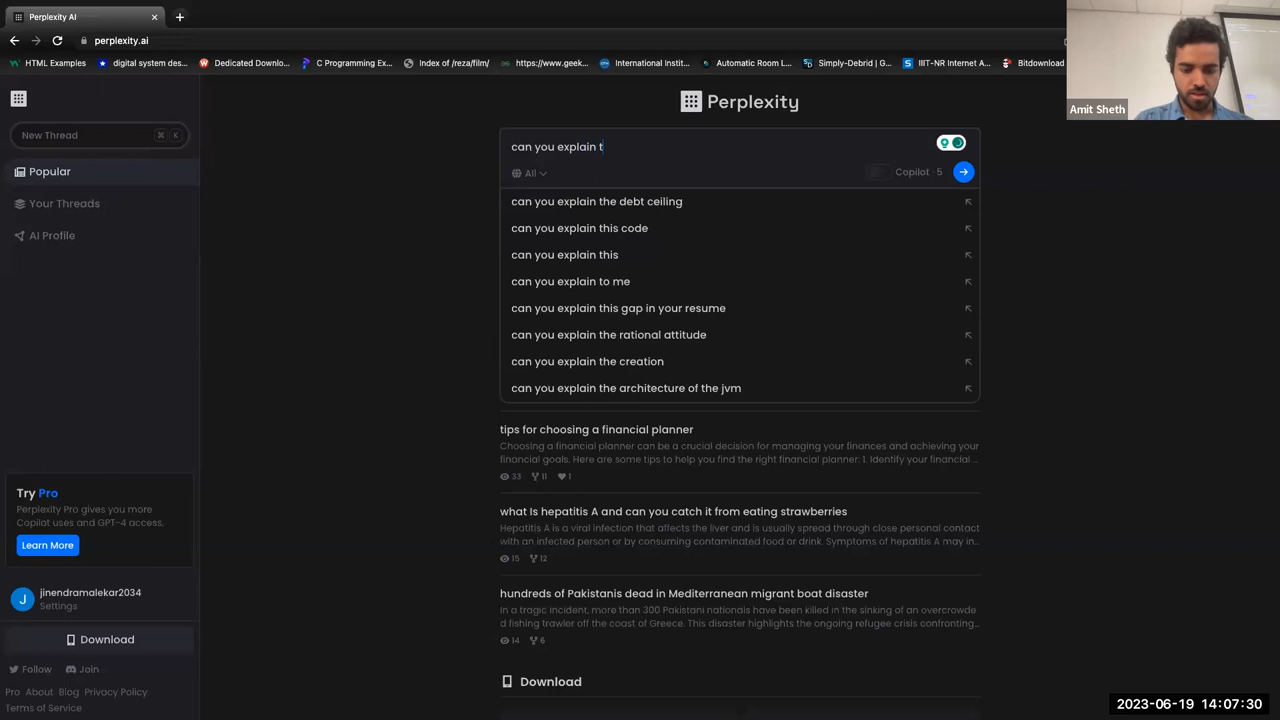 Perplexity AI
perplexity.ai
HTML Examples
digital system des...
Dedicated Downlo...
C Programming Ex...
Index of /reza/film/
https://www.geek...
International Instit...
Automatic Room L...
Simply-Debrid | G...
IIIT-NR Internet A...
Bitdownload
Amit Sheth
New Thread
⌘ K
Popular
Your Threads
AI Profile
Perplexity
can you explain t
All
Copilot · 5
can you explain the debt ceiling
can you explain this code
can you explain this
can you explain to me
can you explain this gap in your resume
can you explain the rational attitude
can you explain the creation
can you explain the architecture of the jvm
tips for choosing a financial planner
Choosing a financial planner can be a crucial decision for managing your finances and achieving your
financial goals. Here are some tips to help you find the right financial planner: 1. Identify your financial ...
33 11 1
what Is hepatitis A and can you catch it from eating strawberries
Hepatitis A is a viral infection that affects the liver and is usually spread through close personal contact
with an infected person or by consuming contaminated food or drink. Symptoms of hepatitis A may in...
15 12
hundreds of Pakistanis dead in Mediterranean migrant boat disaster
In a tragic incident, more than 300 Pakistani nationals have been killed in the sinking of an overcrowde
d fishing trawler off the coast of Greece. This disaster highlights the ongoing refugee crisis confronting...
14 6
Download
Try Pro
Perplexity Pro gives you more
Copilot uses and GPT-4 access.
Learn More
J
jinendramalekar2034
Settings
Download
Follow Join
Pro About Blog Privacy Policy
Terms of Service
2023-06-19 14:07:30